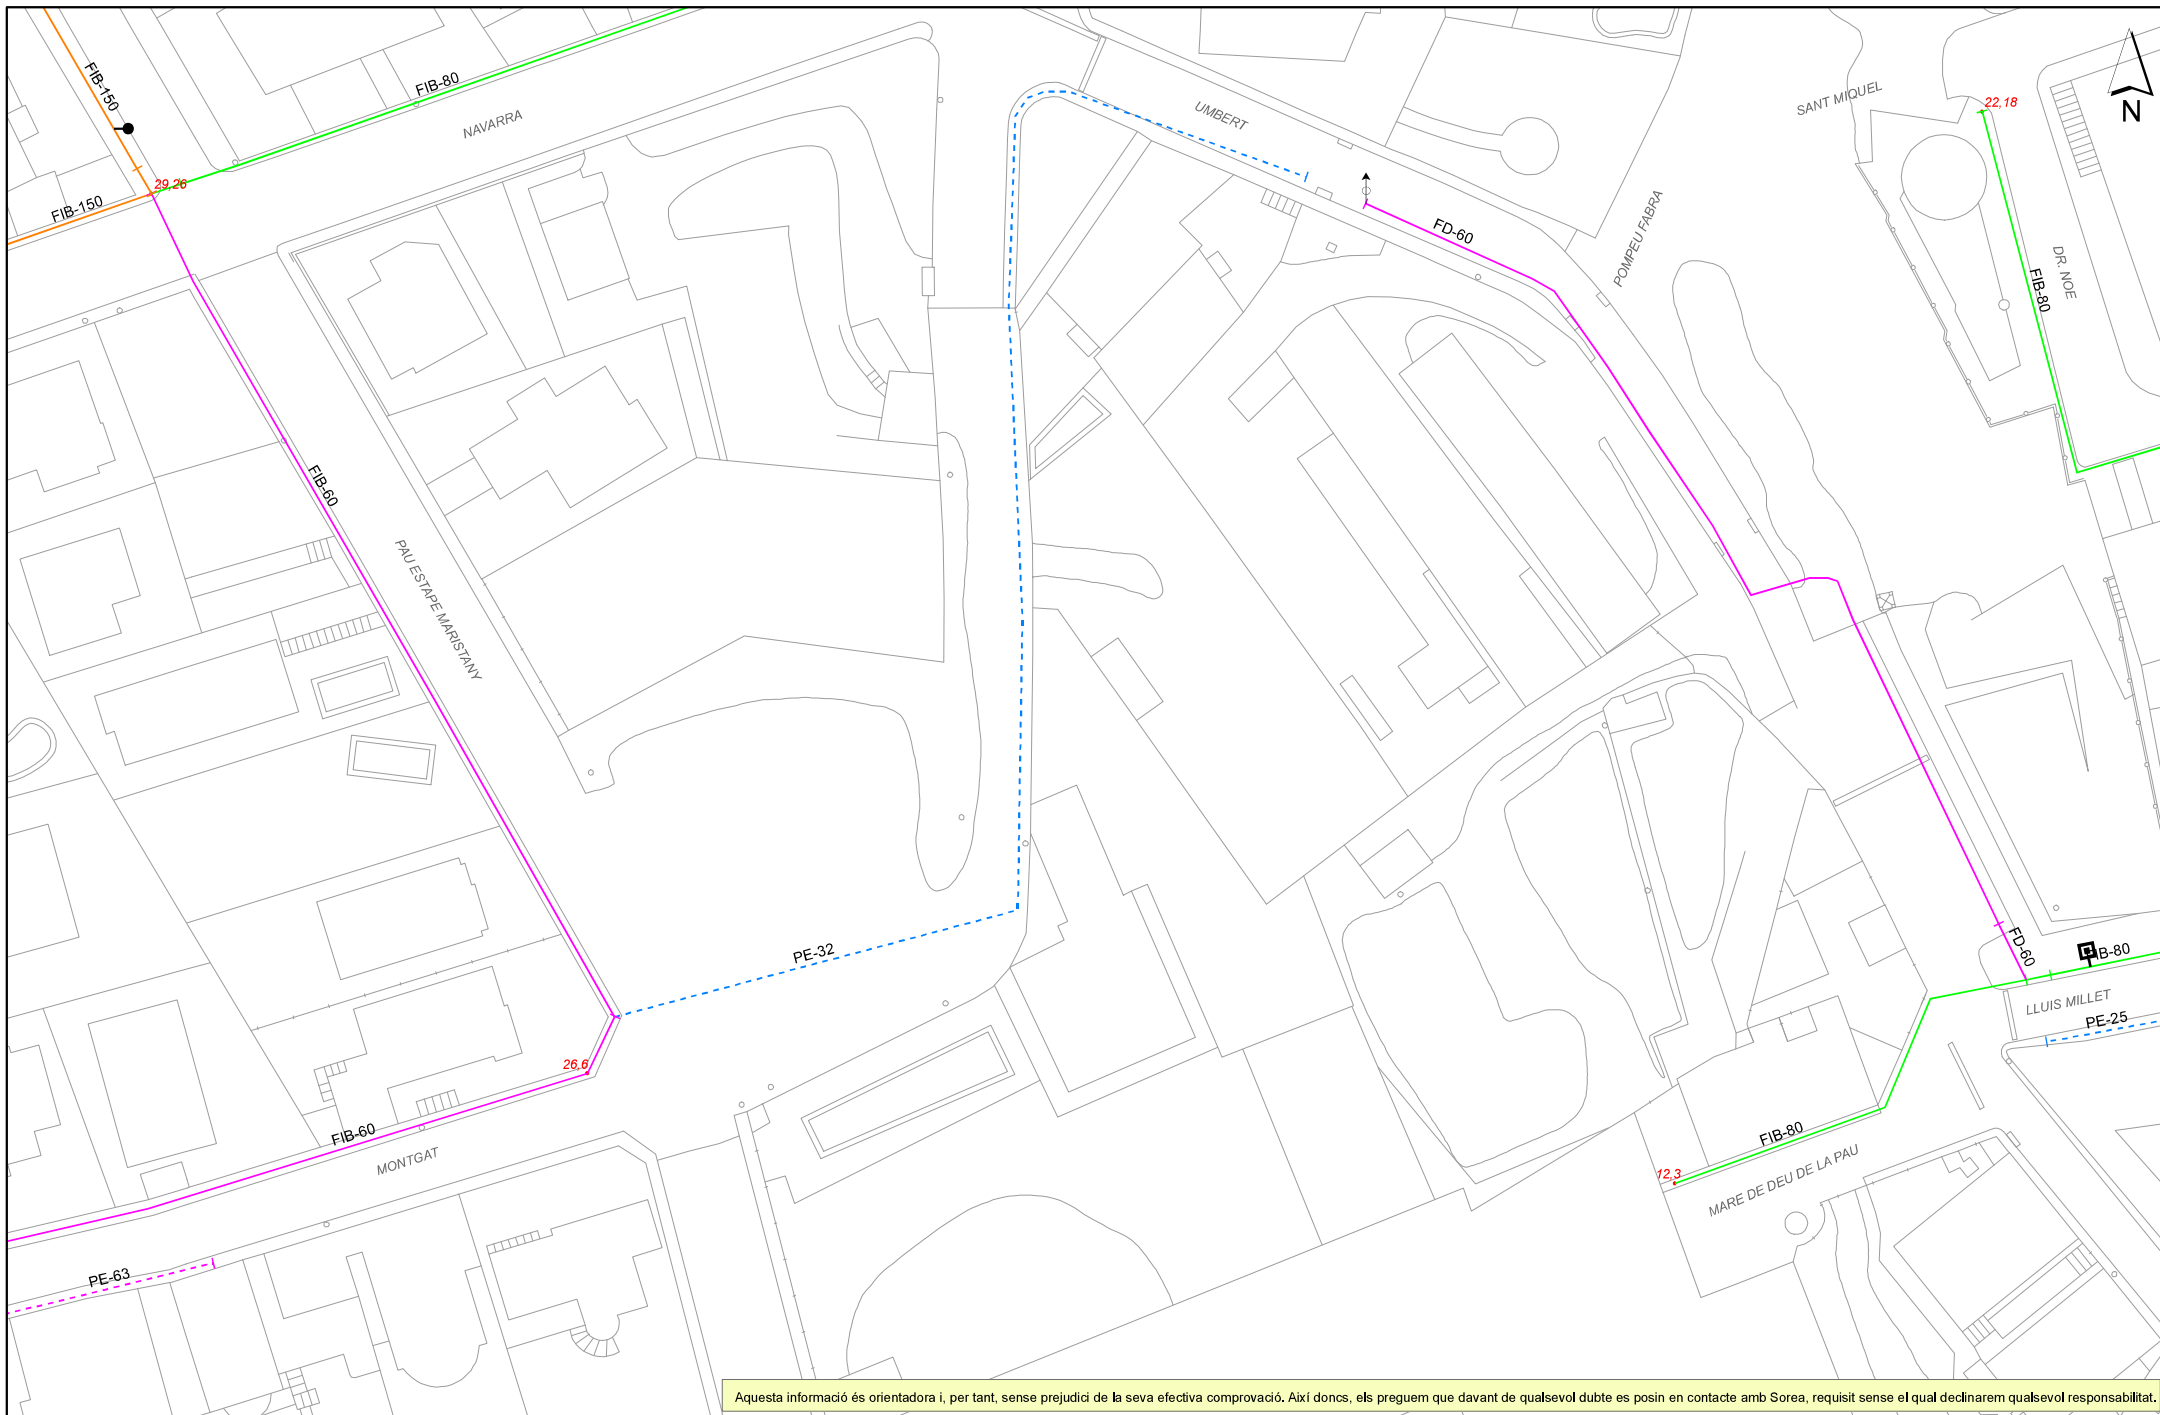 FIB-150
FIB-80
NAVARRA
UMBERT
SANT MIQUEL
22,18
N
29,26
FIB-150
FD-60
POMPEU FABRA
DR. NOE
FIB-80
FIB-60
PAU ESTAPE MARISTANY
PE-32
FD-60
FIB-80
LLUIS MILLET
PE-25
26,6
FIB-60
MONTGAT
FIB-80
12,3
MARE DE DEU DE LA PAU
PE-63
Aquesta informació és orientadora i, per tant, sense prejudici de la seva efectiva comprovació. Així doncs, els preguem que davant de qualsevol dubte es posin en contacte amb Sorea, requisit sense el qual declinarem qualsevol responsabilitat.